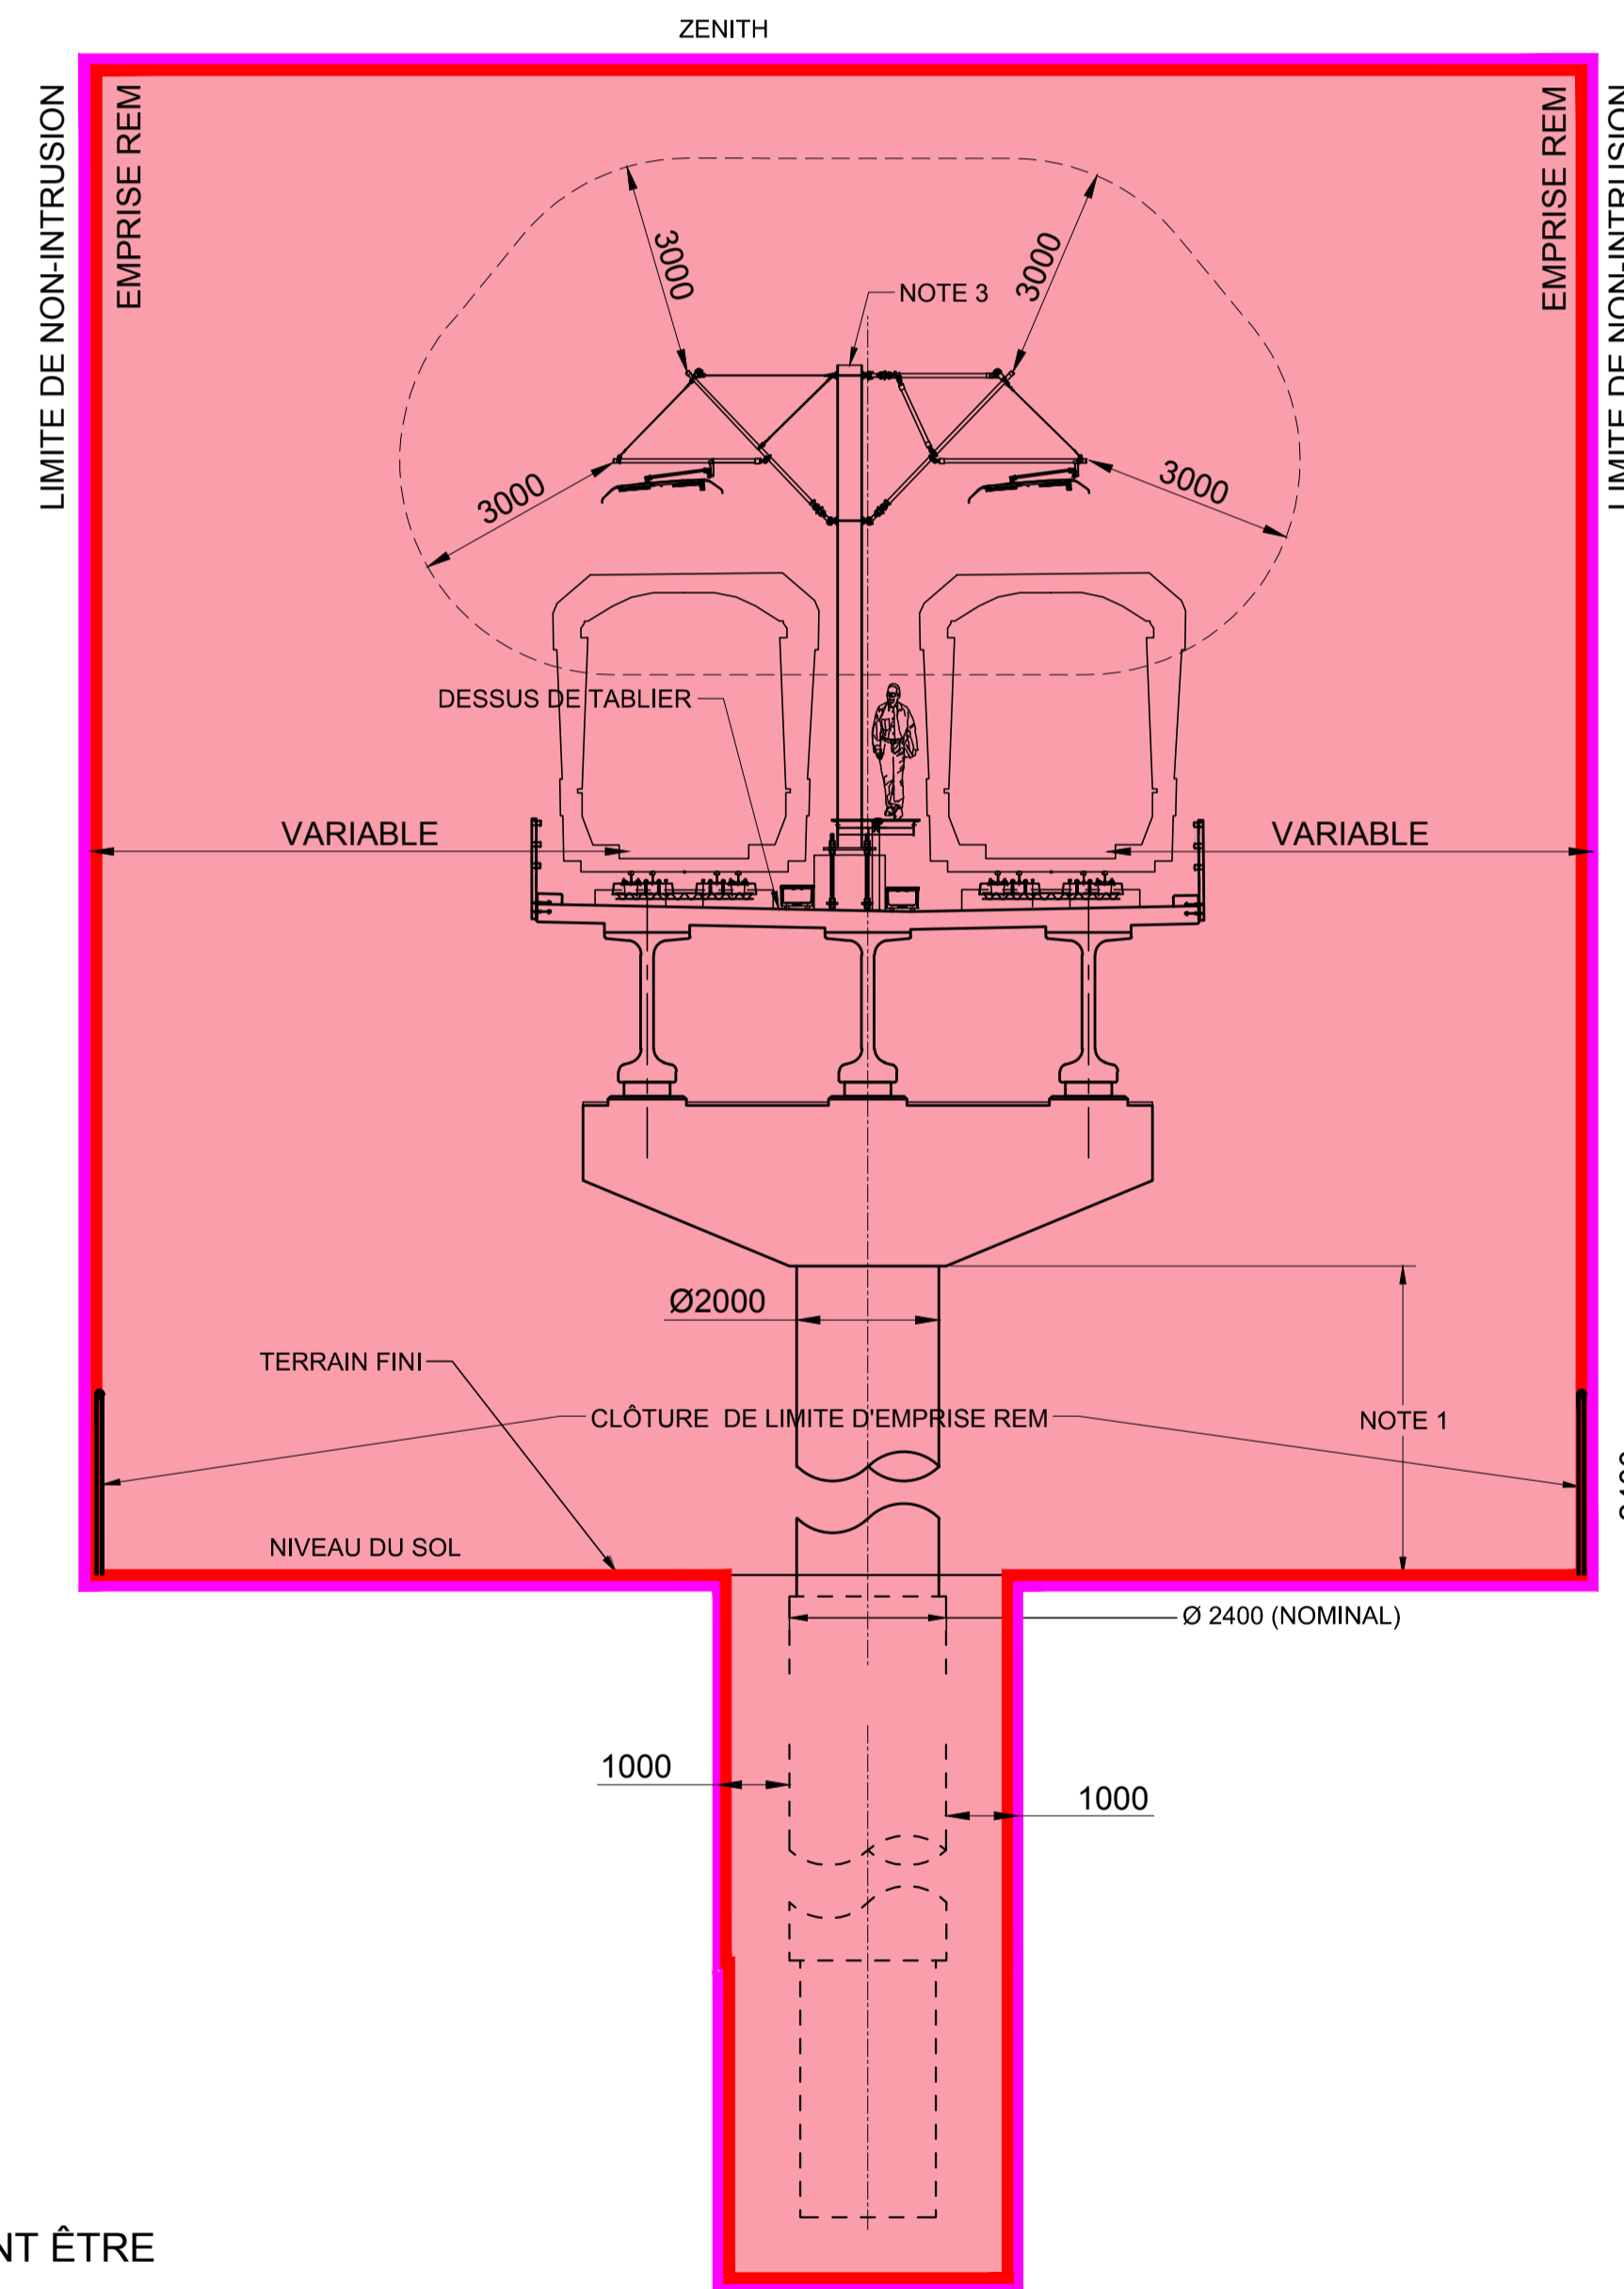 ZENITH
LIMITE DE NON-INTRUSION
EMPRISE REM
EMPRISE REM
LIMITE DE NON-INTRUSION
3000
3000
NOTE 3
3000
3000
DESSUS DE TABLIER
VARIABLE
VARIABLE
Ø2000
TERRAIN FINI
CLÔTURE DE LIMITE D'EMPRISE REM
NOTE 1
NIVEAU DU SOL
Ø 2400 (NOMINAL)
1000
1000
NT ÊTRE